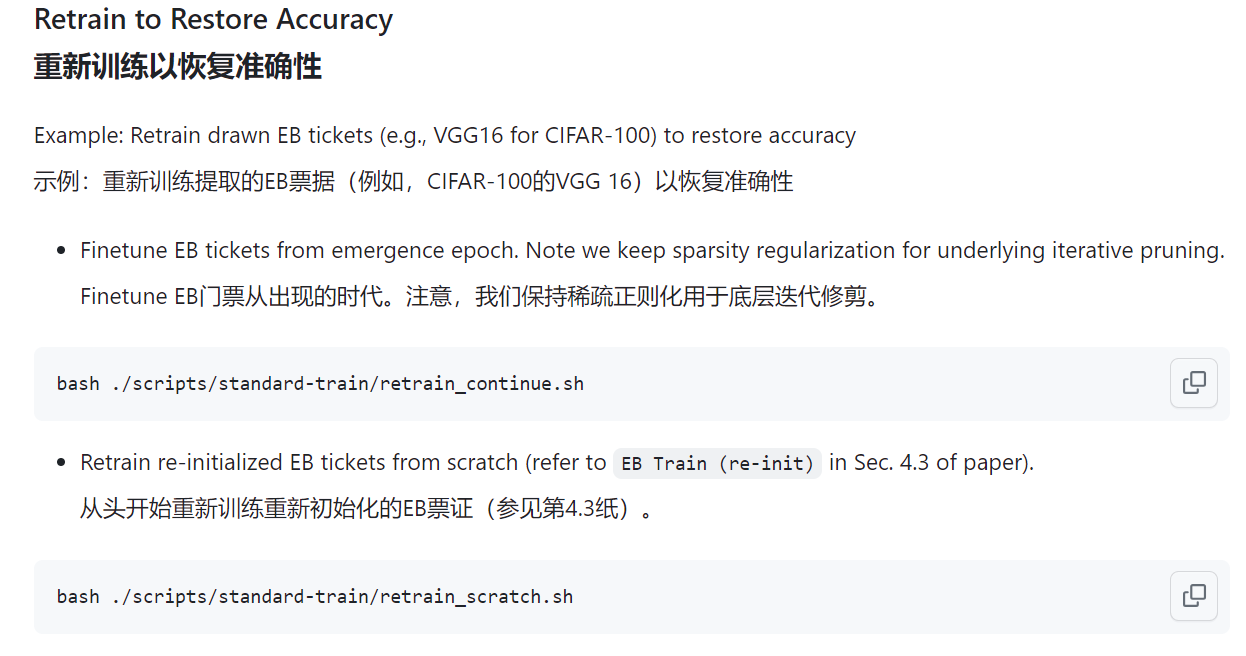 Retrain to Restore Accuracy
重新训练以恢复准确性
Example: Retrain drawn EB tickets (e.g., VGG16 for CIFAR-100) to restore accuracy
示例：重新训练提取的EB票据（例如，CIFAR-100的VGG 16）以恢复准确性
Finetune EB tickets from emergence epoch. Note we keep sparsity regularization for underlying iterative pruning.
Finetune EB门票从出现的时代。注意，我们保持稀疏正则化用于底层迭代修剪。
bash ./scripts/standard-train/retrain_continue.sh
Retrain re-initialized EB tickets from scratch (refer to EB Train (re-init) in Sec. 4.3 of paper).
从头开始重新训练重新初始化的EB票证（参见第4.3纸）。
bash ./scripts/standard-train/retrain_scratch.sh